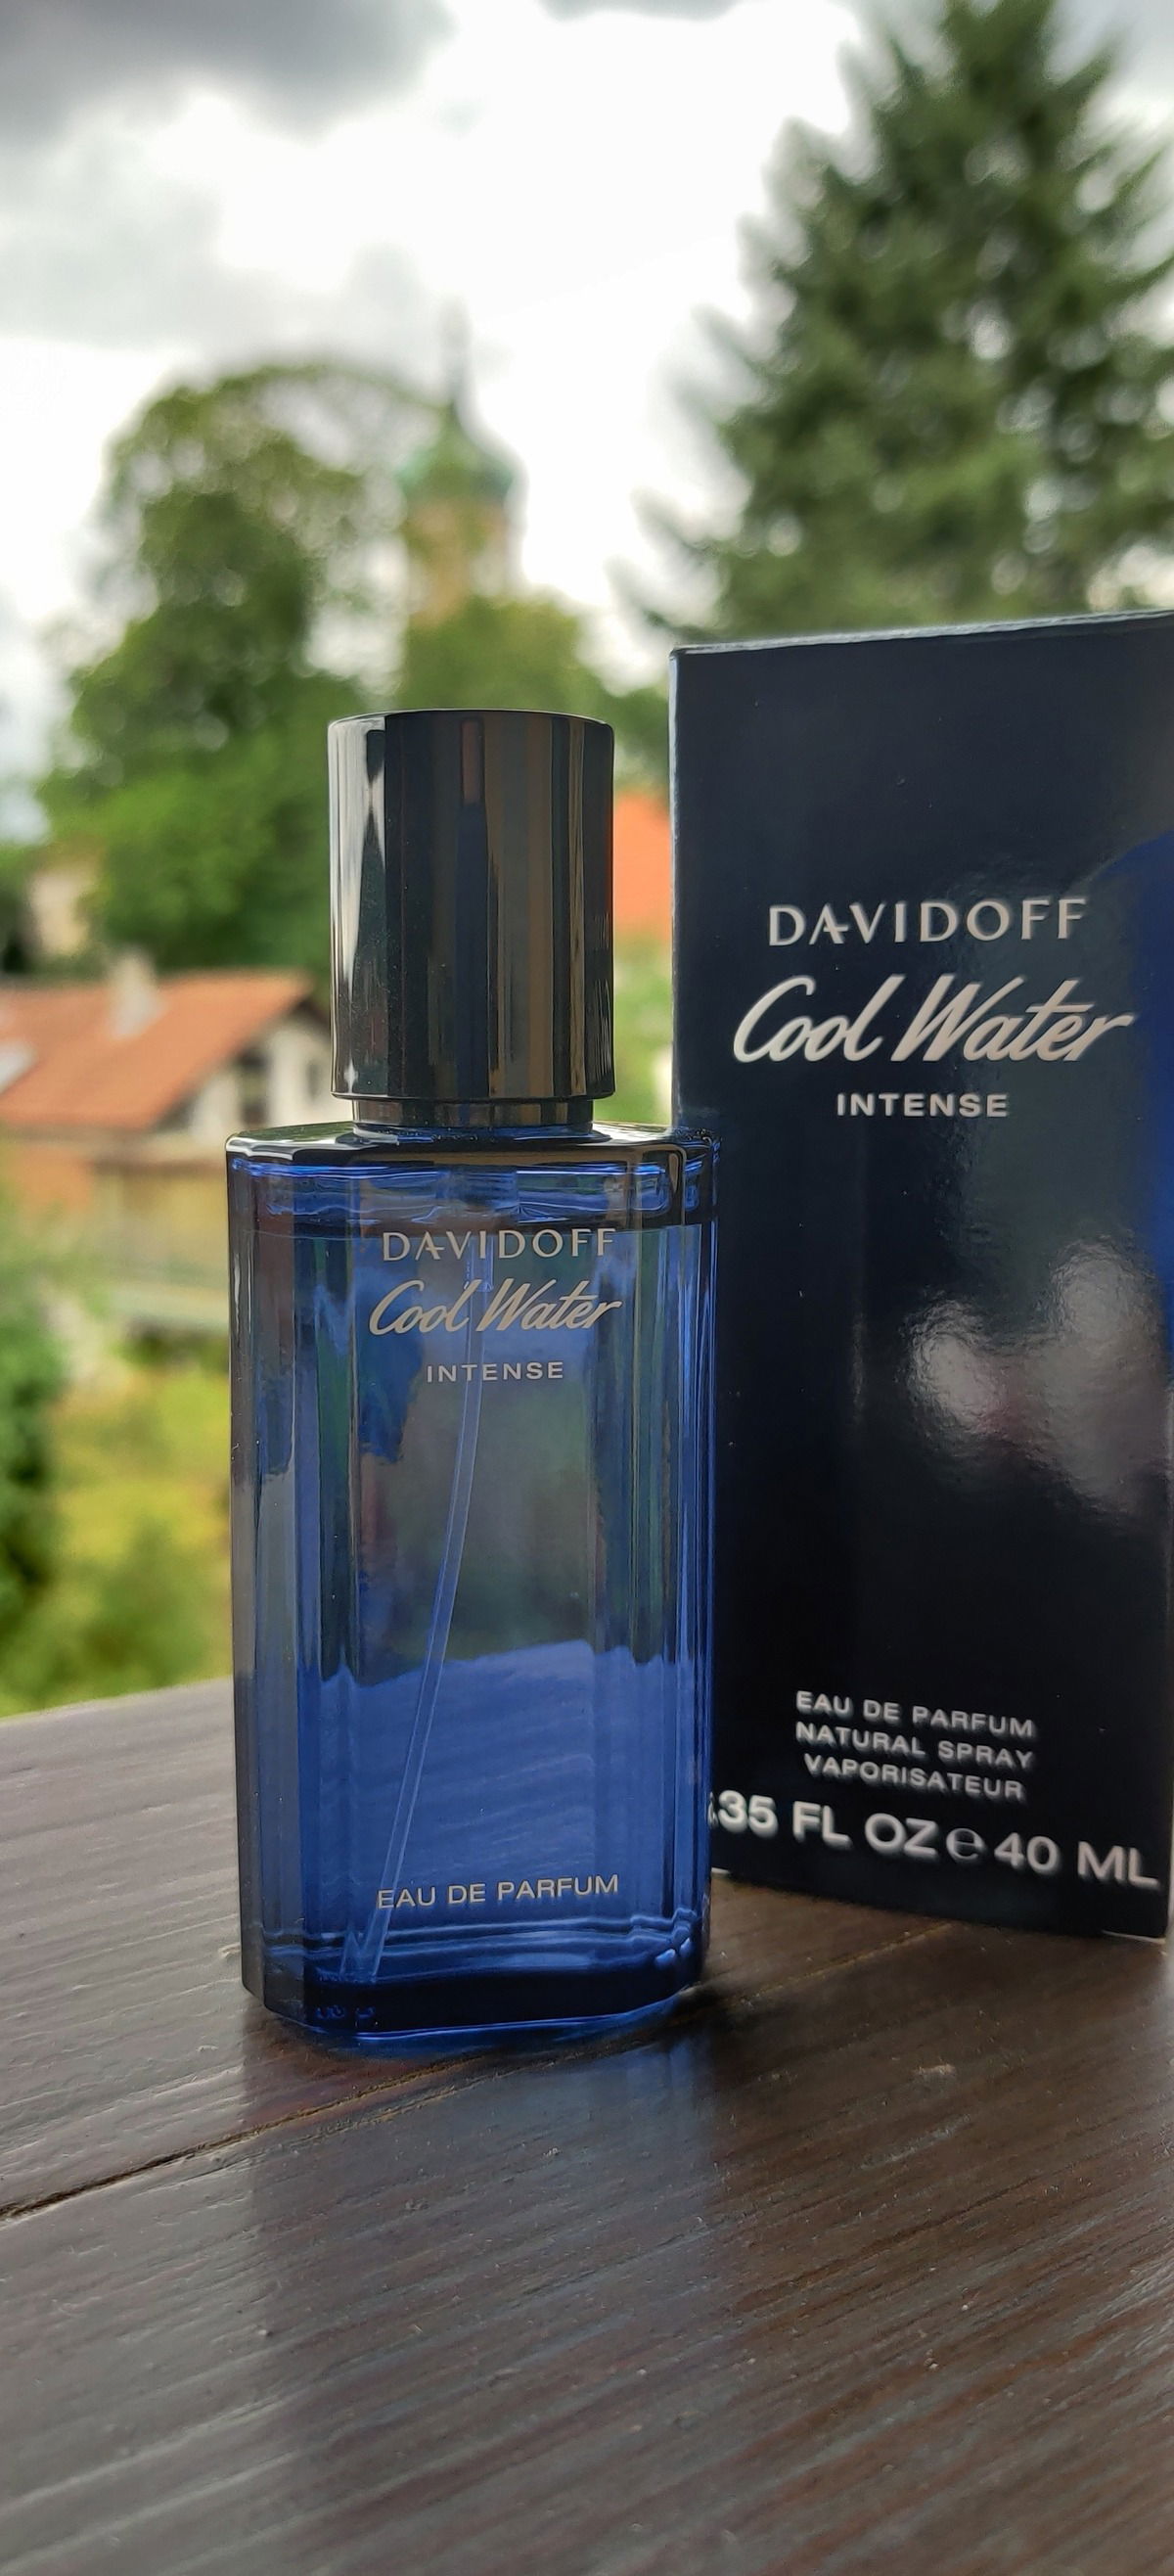 DAVIDOFF
Cool Water
INTENSE
EAU DE PARFUM
DAVIDOFF
Cool Water
INTENSE
EAU DE PARFUM
NATURAL SPRAY
VAPORISATEUR
.35 FL OZ e 40 ML